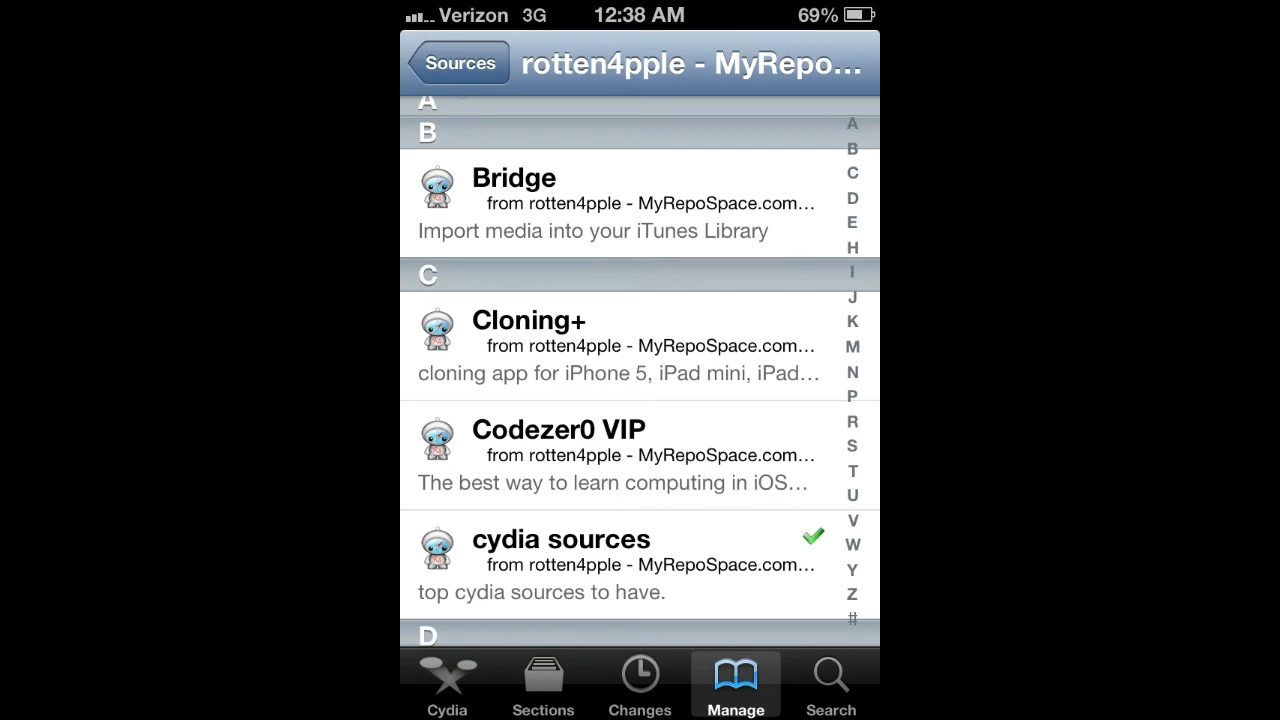 Verizon 3G 12:38 AM 69%
Sources rotten4pple - MyRepo...
A
B
Bridge
from rotten4pple - MyRepoSpace.com...
Import media into your iTunes Library
C
Cloning+
from rotten4pple - MyRepoSpace.com...
cloning app for iPhone 5, iPad mini, iPad...
Codezer0 VIP
from rotten4pple - MyRepoSpace.com...
The best way to learn computing in iOS...
cydia sources
from rotten4pple - MyRepoSpace.com...
top cydia sources to have.
D
A
B
C
D
E
H
I
J
K
M
N
P
R
S
T
U
V
W
Y
Z
#
Cydia Sections Changes Manage Search